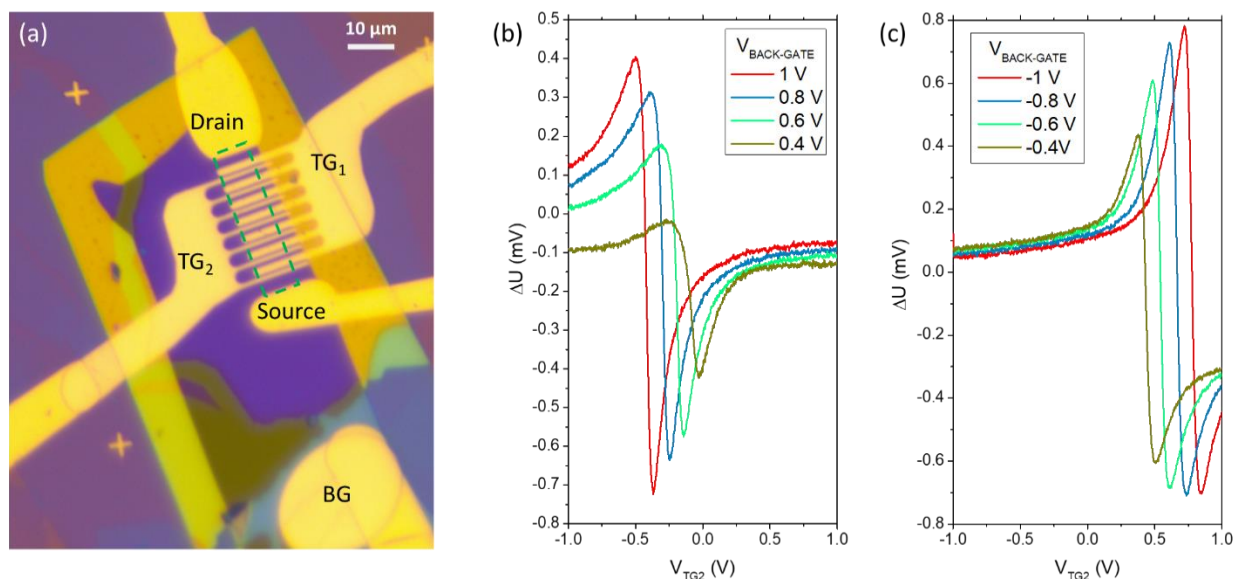 (a)
10 μm
Drain
TG1
TG2
Source
BG
(b)
0.5
0.4
0.3
0.2
0.1
0.0
-0.1
-0.2
-0.3
-0.4
-0.5
-0.6
-0.7
-0.8
ΔU (mV)
VBACK-GATE
1 V
0.8 V
0.6 V
0.4 V
-1.0 -0.5 0.0 0.5 1.0
VTG2 (V)
(c)
0.8
0.6
0.4
0.2
0.0
-0.2
-0.4
-0.6
-0.8
ΔU (mV)
VBACK-GATE
-1 V
-0.8 V
-0.6 V
-0.4V
-1.0 -0.5 0.0 0.5 1.0
VTG2 (V)